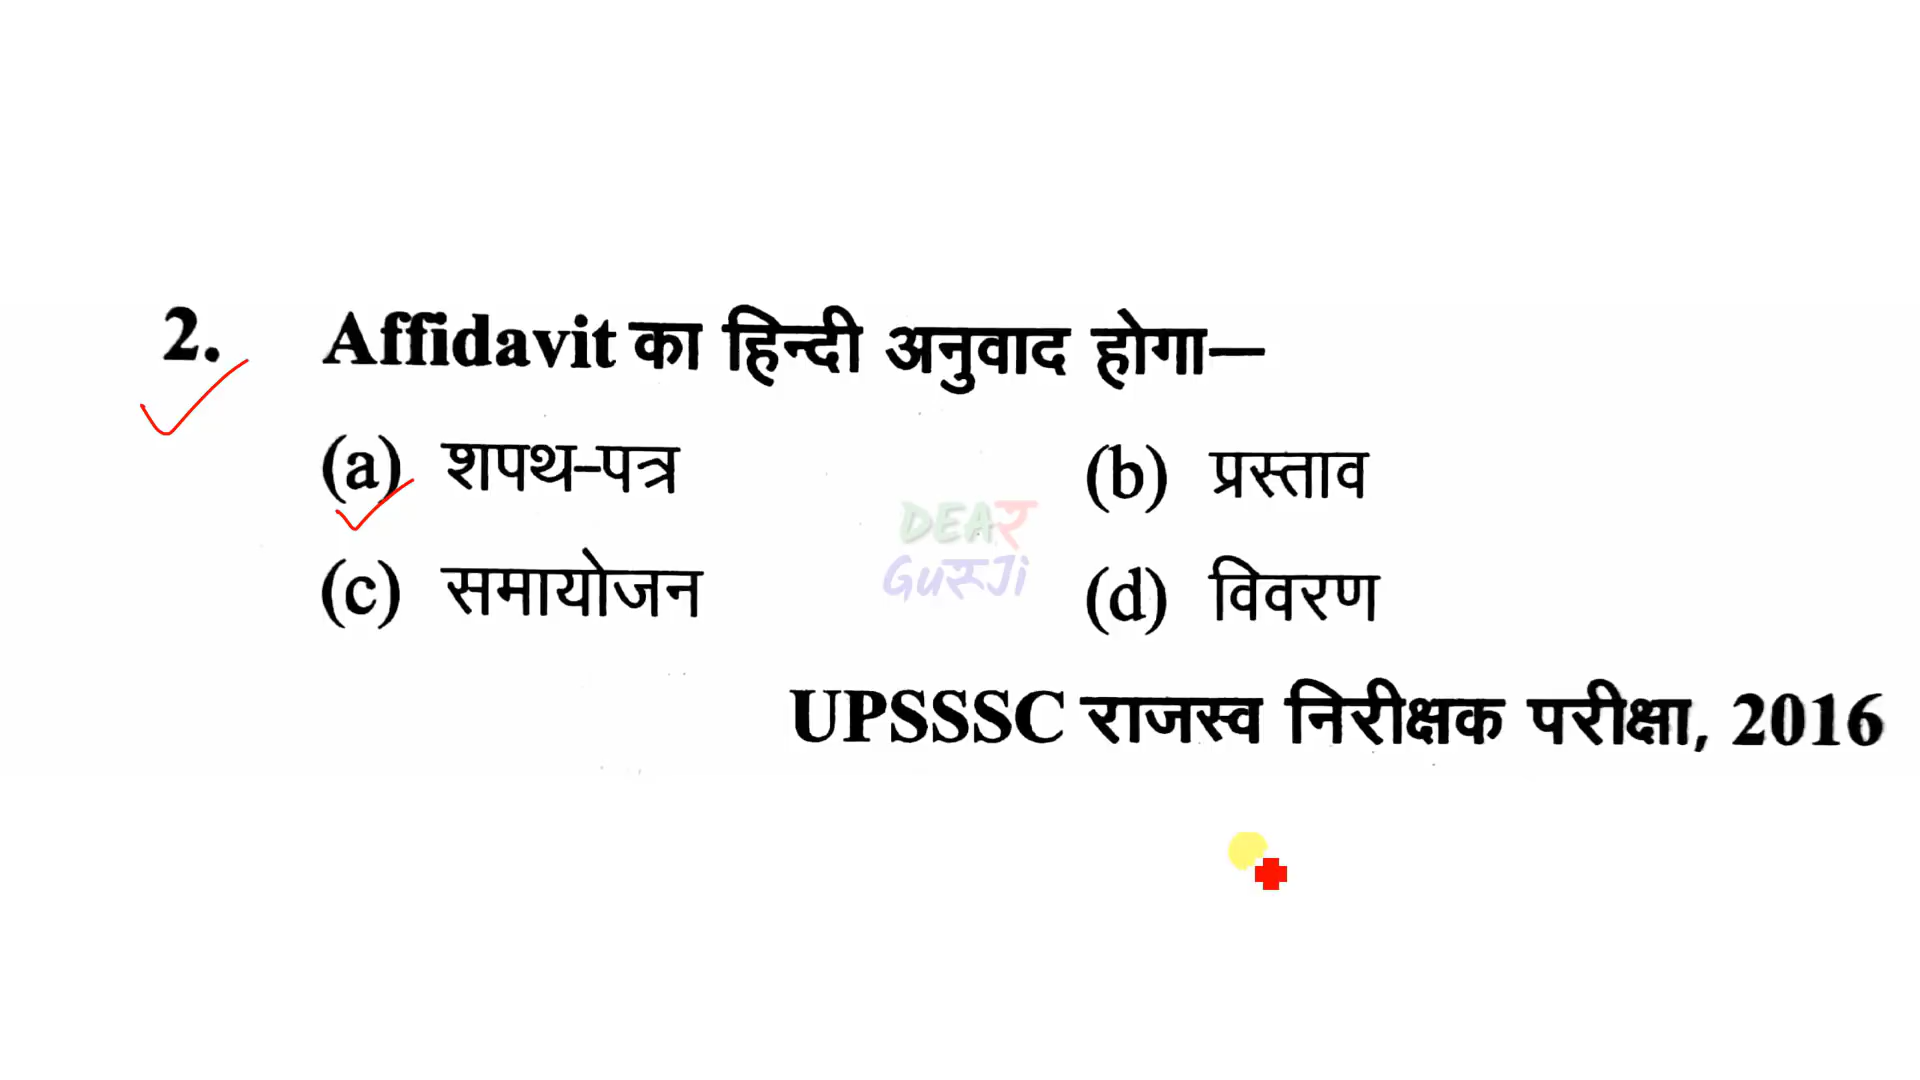 2. Affidavit का हिन्दी अनुवाद होगा—
(a) शपथ-पत्र (b) प्रस्ताव
DEAR
GuruJi
(c) समायोजन (d) विवरण
UPSSSC राजस्व निरीक्षक परीक्षा, 2016